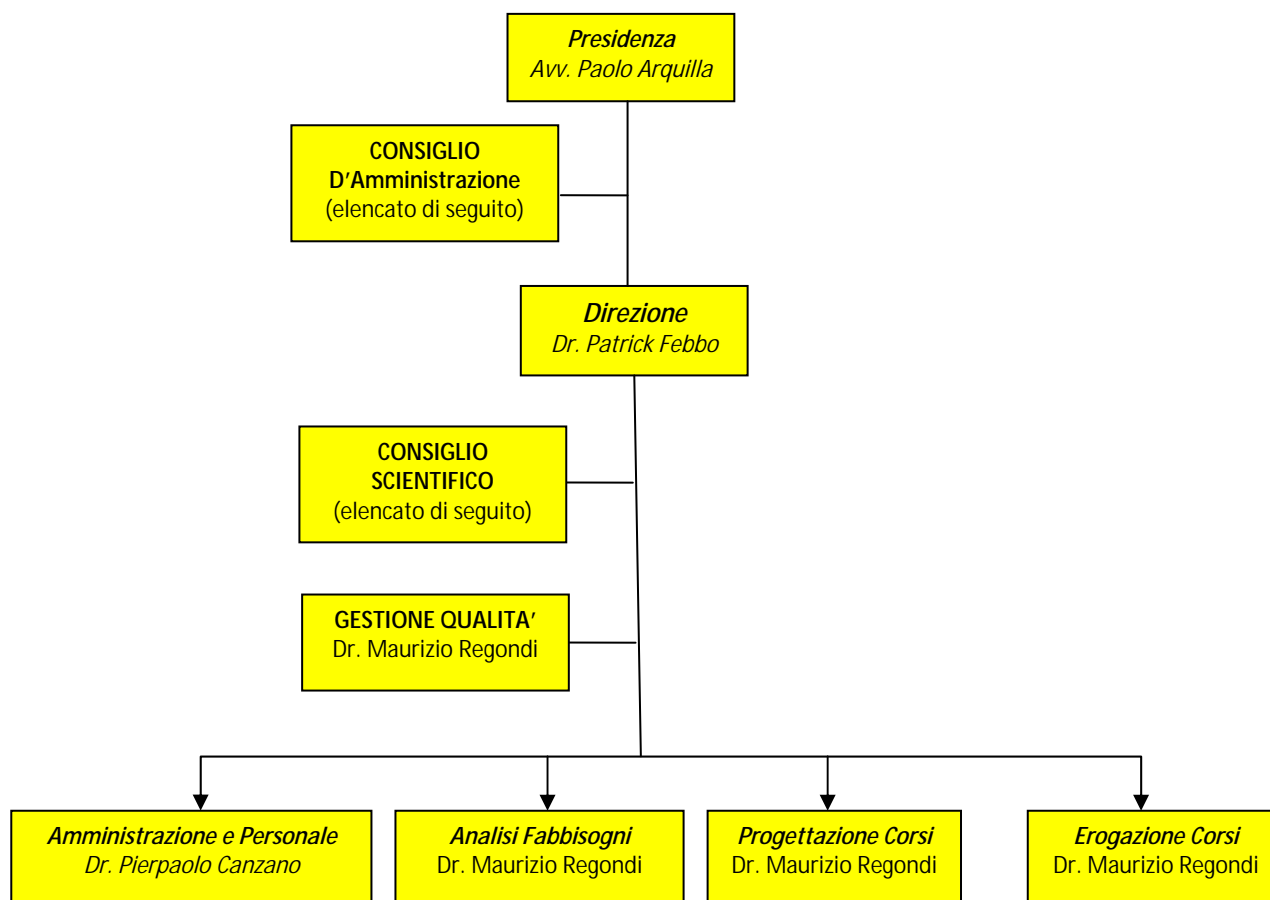 Presidenza
Avv. Paolo Arquilla
CONSIGLIO
D'Amministrazione
(elencato di seguito)
Direzione
Dr. Patrick Febbo
CONSIGLIO
SCIENTIFICO
(elencato di seguito)
GESTIONE QUALITA'
Dr. Maurizio Regondi
Amministrazione e Personale
Dr. Pierpaolo Canzano
Analisi Fabbisogni
Dr. Maurizio Regondi
Progettazione Corsi
Dr. Maurizio Regondi
Erogazione Corsi
Dr. Maurizio Regondi